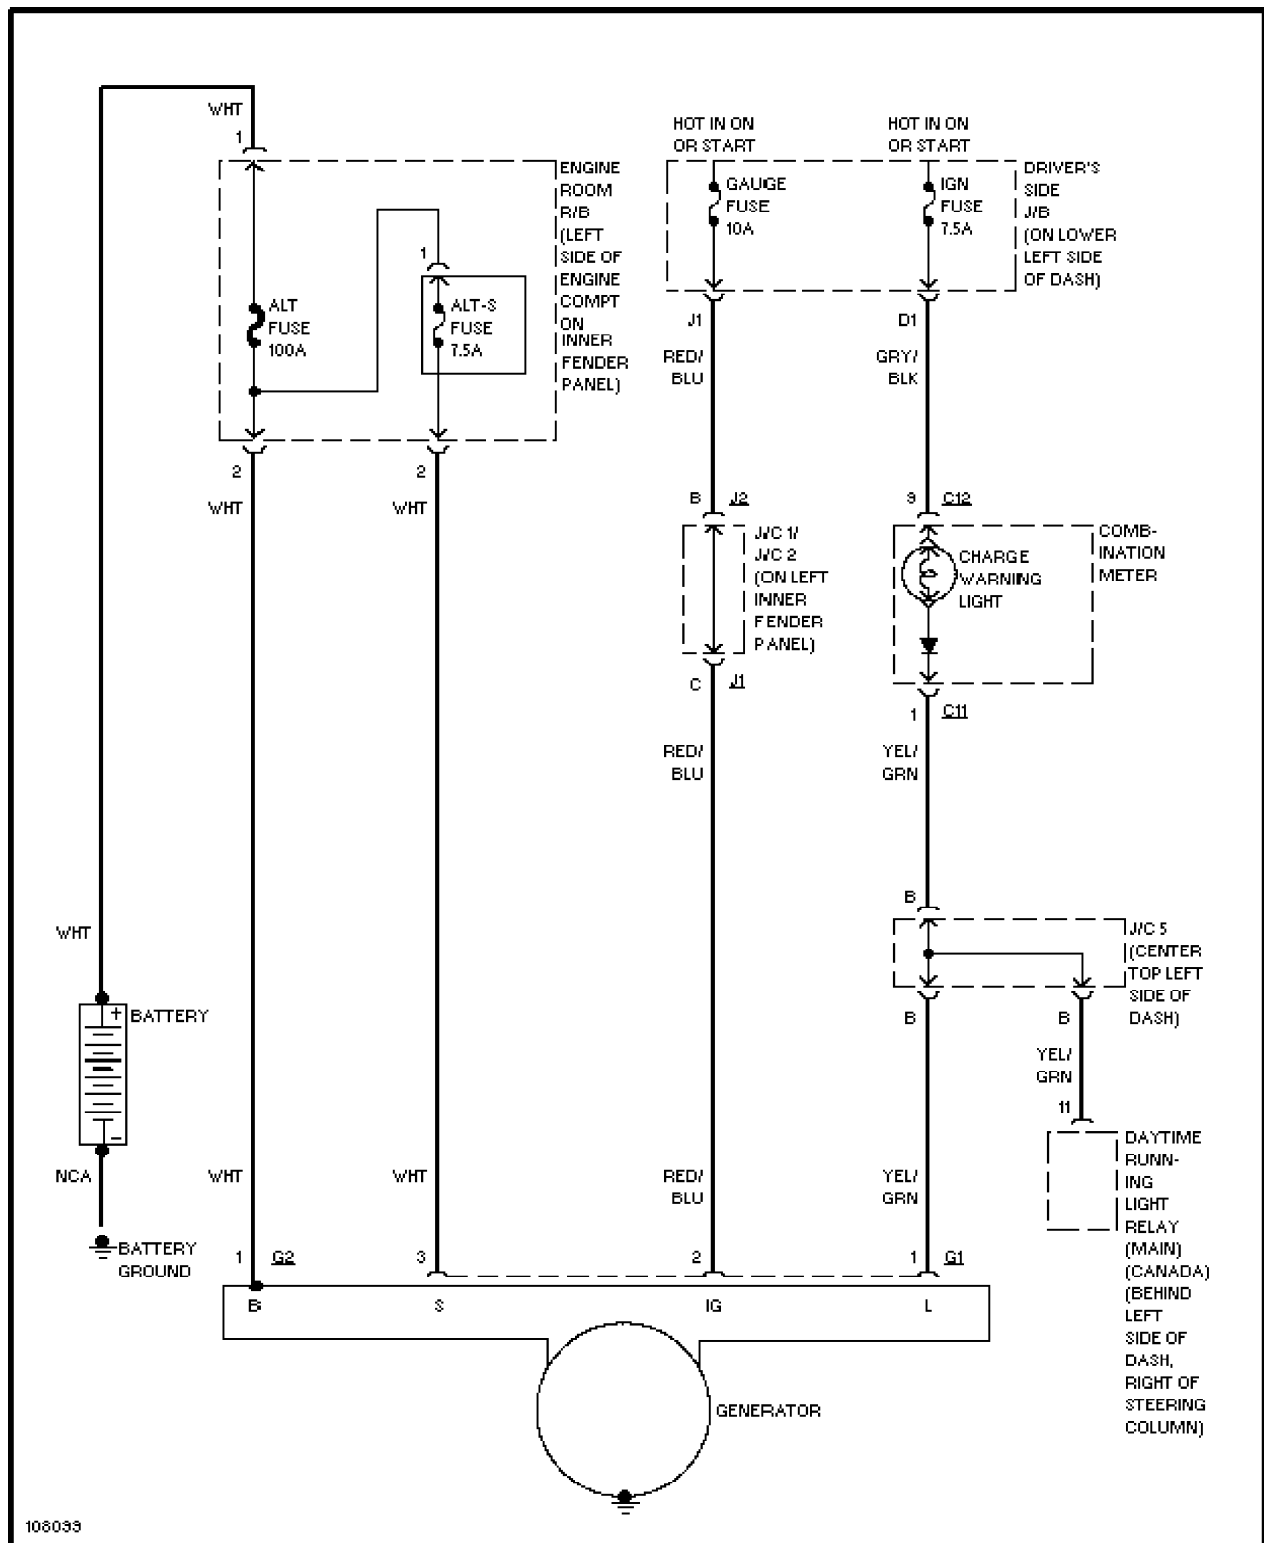 WHT
1
HOT IN ON
OR START
HOT IN ON
OR START
ENGINE
ROOM
R/B
(LEFT
SIDE OF
ENGINE
COMPT
ON
INNER
FENDER
PANEL)
GAUGE
FUSE
10A
IGN
FUSE
7.5A
DRIVER'S
SIDE
J/B
(ON LOWER
LEFT SIDE
OF DASH)
1
ALT
FUSE
100A
ALT-S
FUSE
7.5A
J1
D1
RED/
BLU
GRY/
BLK
2
2
WHT
WHT
B
J2
9
C12
J/C 1/
J/C 2
(ON LEFT
INNER
FENDER
PANEL)
CHARGE
WARNING
LIGHT
COMB-
INATION
METER
C
J1
1
C11
RED/
BLU
YEL/
GRN
B
WHT
J/C 5
(CENTER
TOP LEFT
SIDE OF
DASH)
+
BATTERY
-
B
B
YEL/
GRN
11
NCA
WHT
WHT
RED/
BLU
YEL/
GRN
DAYTIME
RUNN-
ING
LIGHT
RELAY
(MAIN)
(CANADA)
(BEHIND
LEFT
SIDE OF
DASH,
RIGHT OF
STEERING
COLUMN)
BATTERY
GROUND
1
G2
3
2
1
G1
B
S
IG
L
GENERATOR
108099